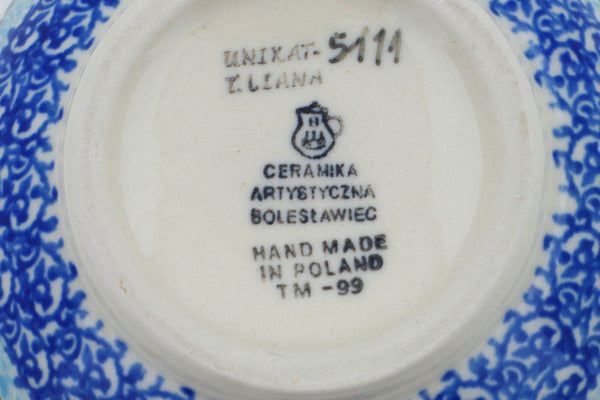 UNIKAT-5111
T.LIANA
B
CERAMIKA
ARTYSTYCZNA
BOLESŁAWIEC
HAND MADE
IN POLAND
TM -99